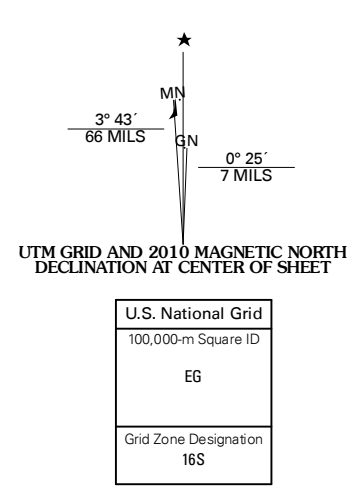 MN
3° 43´
66 MILS
GN
0° 25´
7 MILS
UTM GRID AND 2010 MAGNETIC NORTH
DECLINATION AT CENTER OF SHEET
U.S. National Grid
100,000-m Square ID
EG
Grid Zone Designation
16S